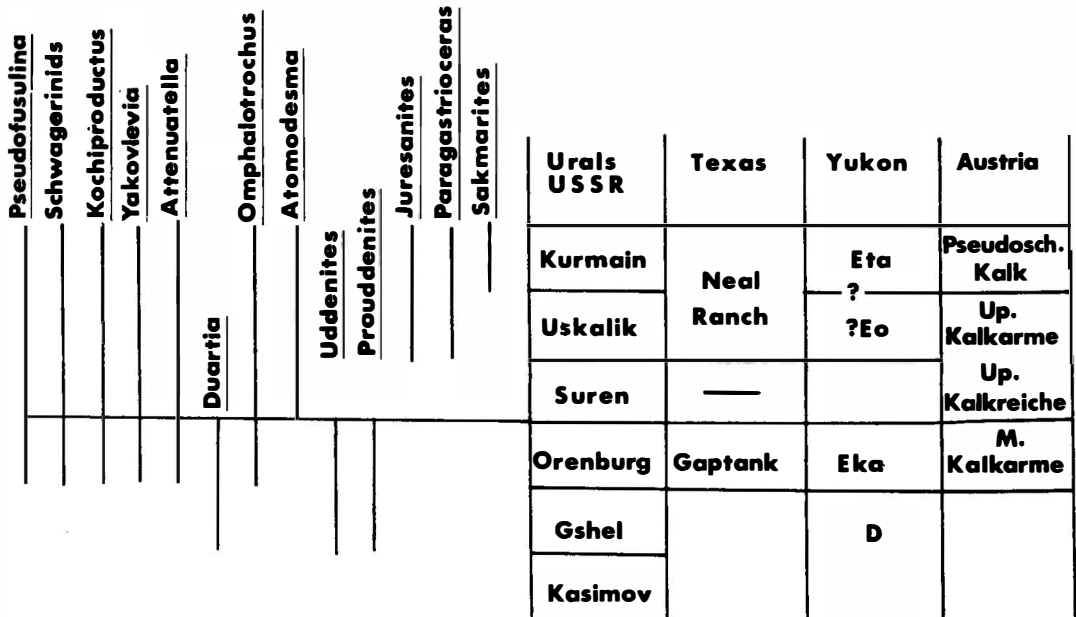 Pseudofusulina
Schwagerinids
Kochiproductus
Yakovlevia
Attenuatella
Duartia
Omphalotrochus
Atomodesma
Uddenites
Prouddenites
Juresanites
Paragastrioceras
Sakmarites
Urals
USSR
Texas
Yukon
Austria
Kurmain
Neal
Ranch
Eta
?
Pseudosch.
Kalk
Uskalik
?Eo
Up.
Kalkarme
Suren
—
Up.
Kalkreiche
Orenburg
Gaptank
Eka
M.
Kalkarme
Gshel
D
Kasimov